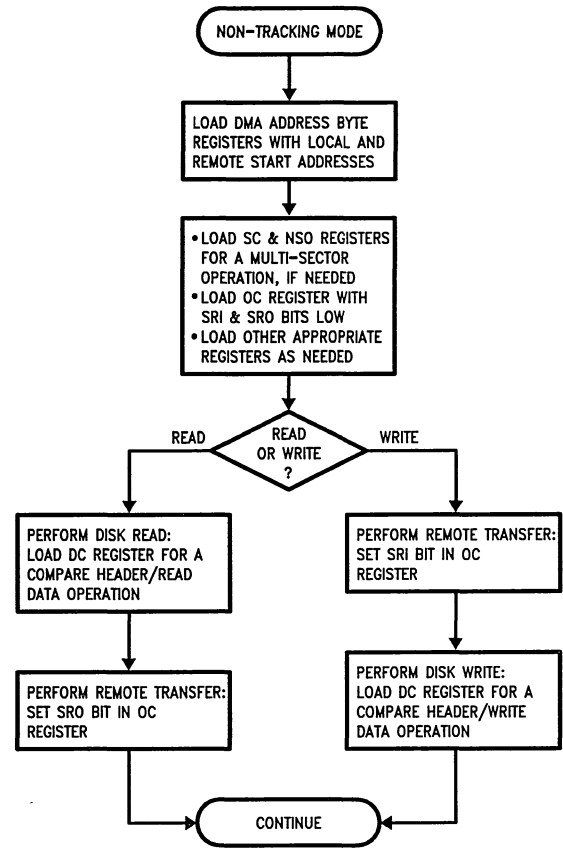 NON-TRACKING MODE
LOAD DMA ADDRESS BYTE
REGISTERS WITH LOCAL AND
REMOTE START ADDRESSES
•LOAD SC & NSO REGISTERS
FOR A MULTI-SECTOR
OPERATION, IF NEEDED
•LOAD OC REGISTER WITH
SRI & SRO BITS LOW
•LOAD OTHER APPROPRIATE
REGISTERS AS NEEDED
READ
OR WRITE
?
READ
WRITE
PERFORM DISK READ:
LOAD DC REGISTER FOR A
COMPARE HEADER/READ
DATA OPERATION
PERFORM REMOTE TRANSFER:
SET SRO BIT IN OC
REGISTER
PERFORM REMOTE TRANSFER:
SET SRI BIT IN OC
REGISTER
PERFORM DISK WRITE:
LOAD DC REGISTER FOR A
COMPARE HEADER/WRITE
DATA OPERATION
CONTINUE